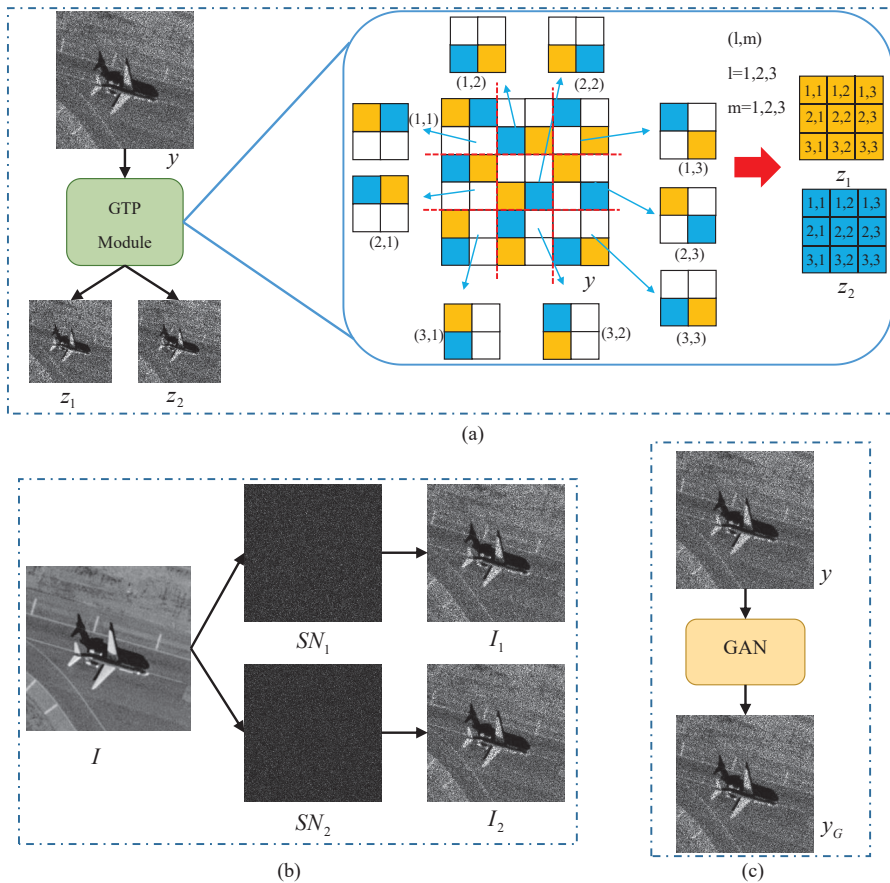 y
GTP
Module
z1
z2
(1,2)
(2,2)
(1,1)
(2,1)
y
(1,3)
(2,3)
(3,1)
(3,2)
(3,3)
y
(l,m)
l=1,2,3
m=1,2,3
1,1 1,2 1,3
2,1 2,2 2,3
3,1 3,2 3,3
z1
1,1 1,2 1,3
2,1 2,2 2,3
3,1 3,2 3,3
z2
(a)
I
SN1
I1
SN2
I2
(b)
y
GAN
yG
(c)